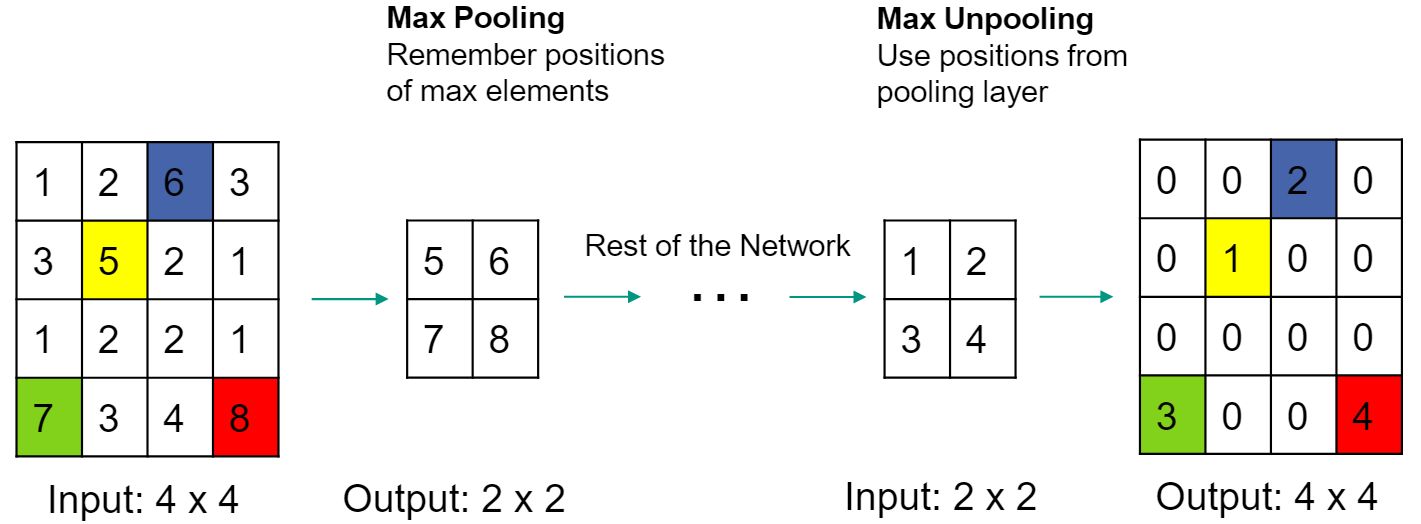 Max Pooling
Remember positions
of max elements
Max Unpooling
Use positions from
pooling layer
1 2 6 3
3 5 2 1
1 2 2 1
7 3 4 8
5 6
7 8
Rest of the Network
...
1 2
3 4
0 0 2 0
0 1 0 0
0 0 0 0
3 0 0 4
Input: 4 x 4
Output: 2 x 2
Input: 2 x 2
Output: 4 x 4